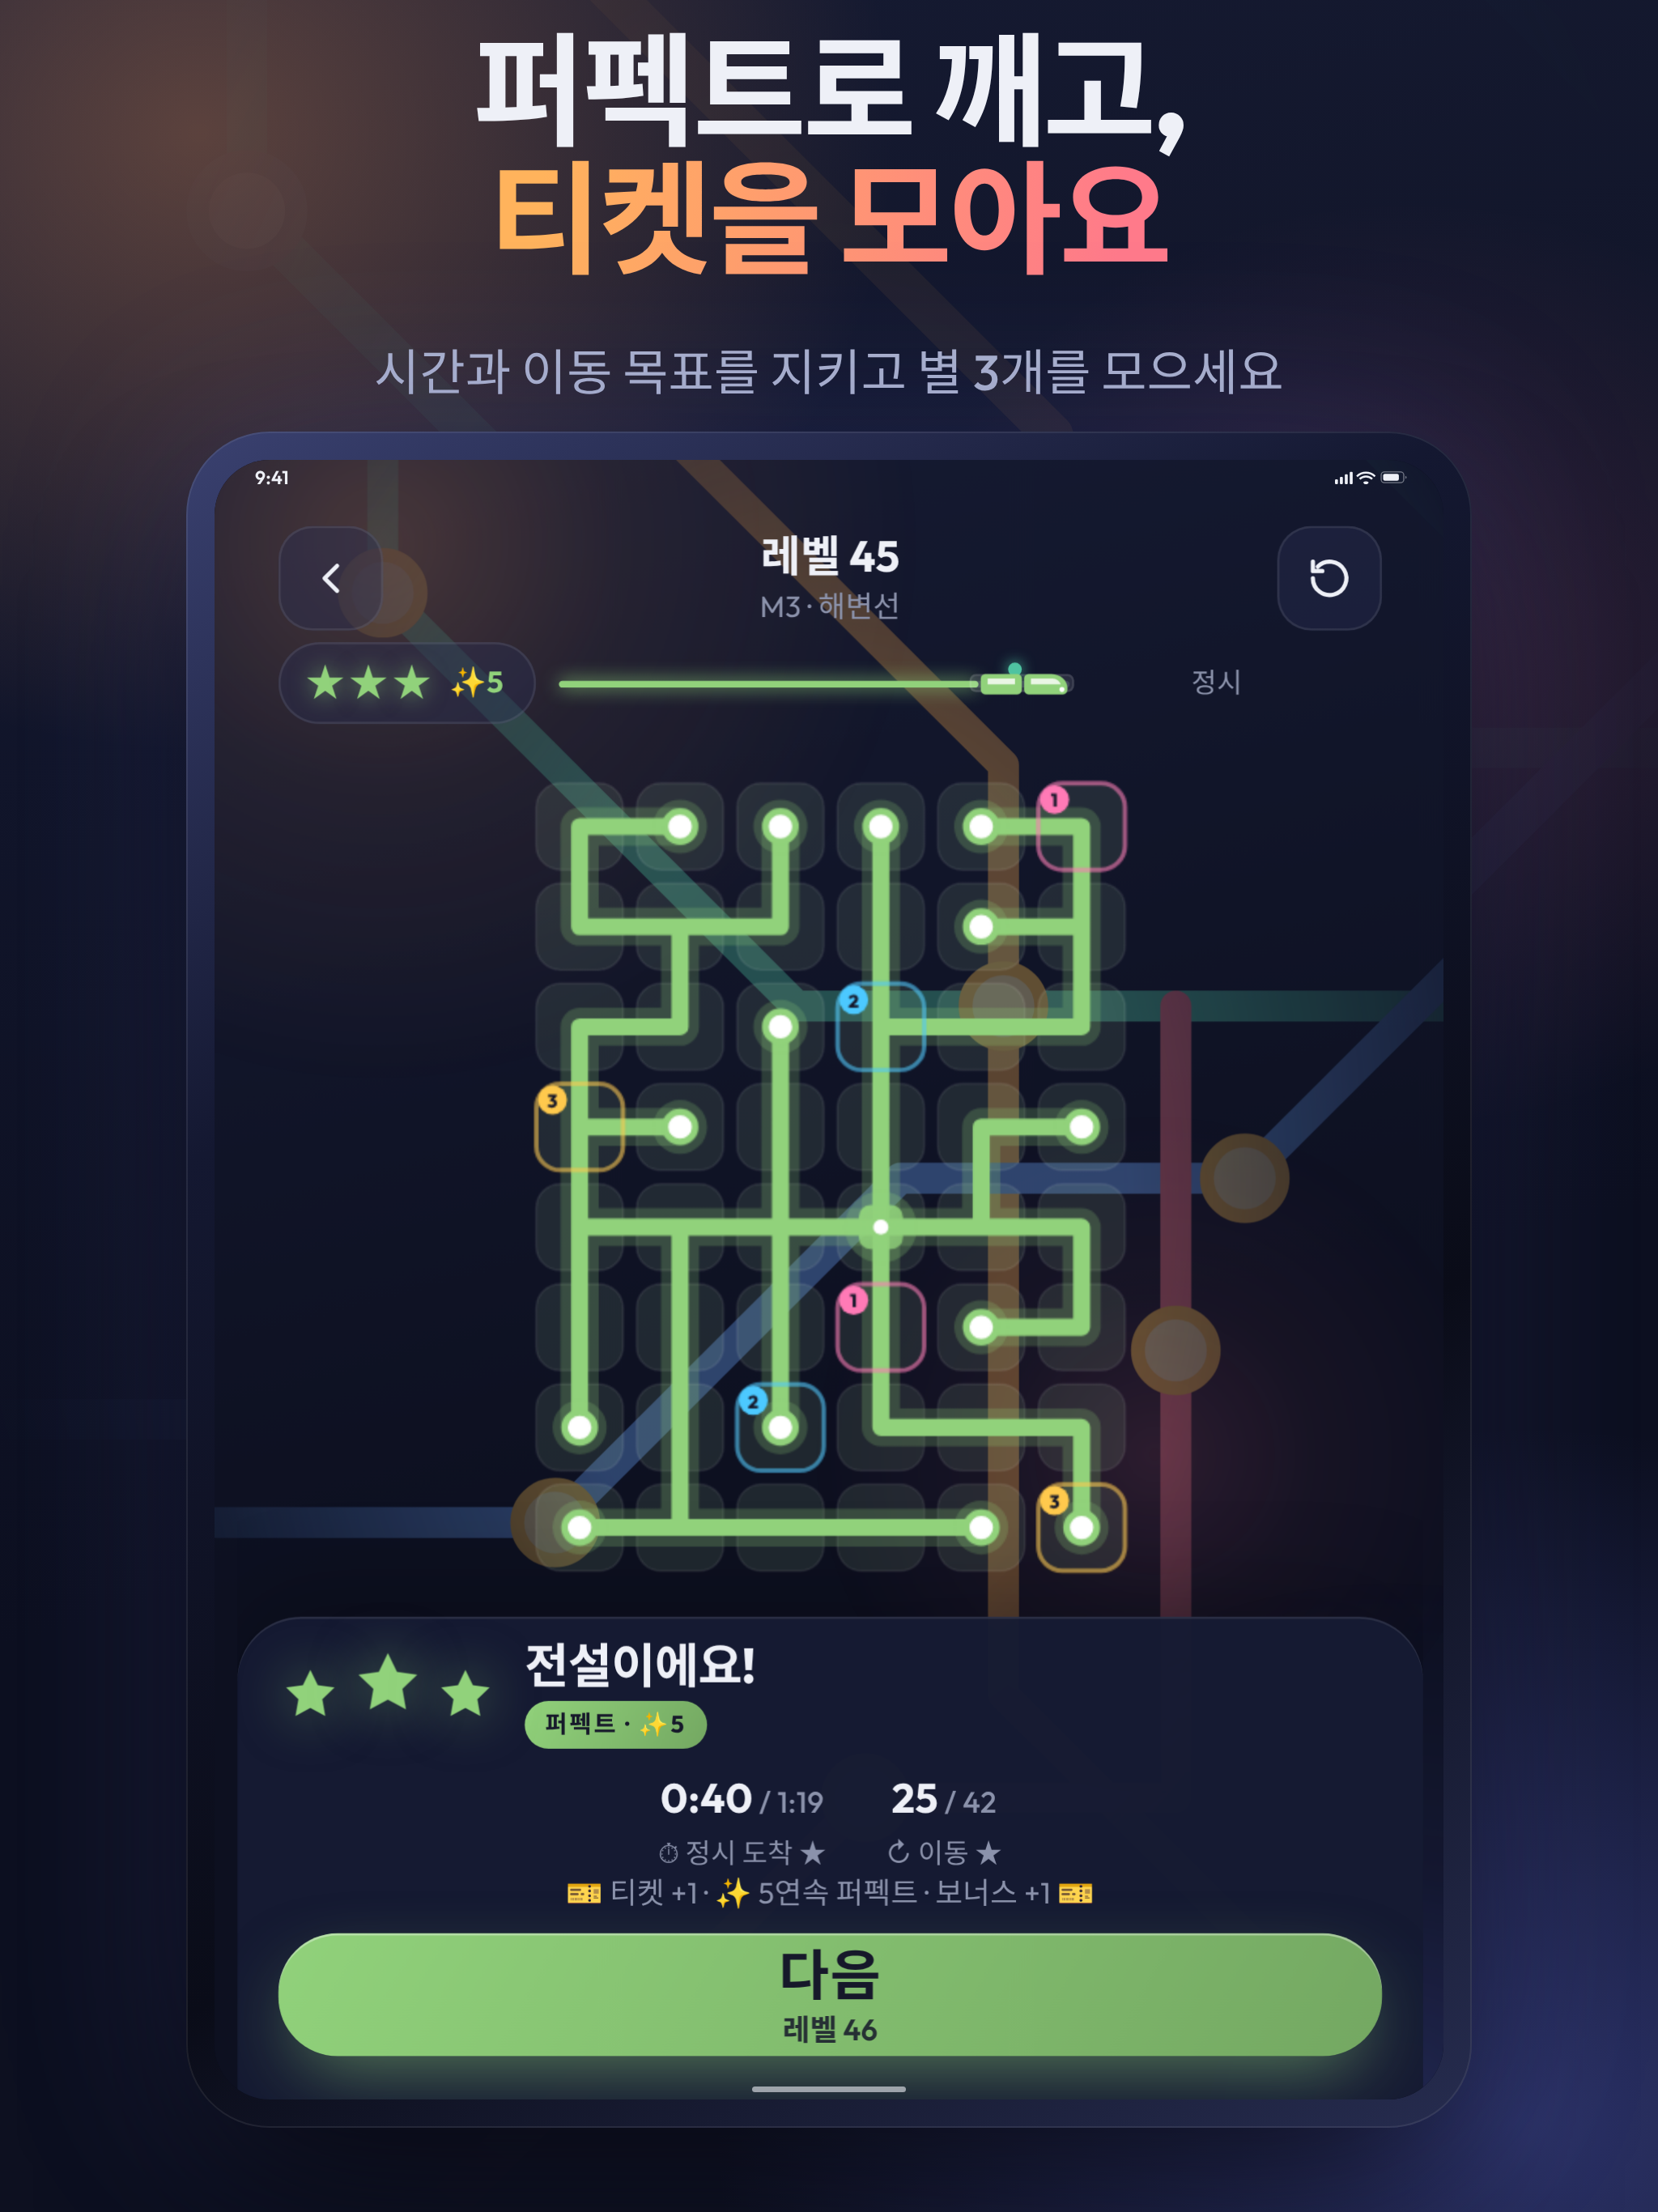 퍼펙트로 깨고,
티켓을 모아요
시간과 이동 목표를 지키고 별 3개를 모으세요
9:41
레벨 45
M3·해변선
★★★ ✨5
정시
1
2
3
1
2
3
전설이에요!
퍼펙트 · ✨5
0:40 / 1:19 25 / 42
⏱ 정시 도착 ★ ↻ 이동 ★
🎫 티켓 +1 · ✨ 5연속 퍼펙트 · 보너스 +1 🎫
다음
레벨 46